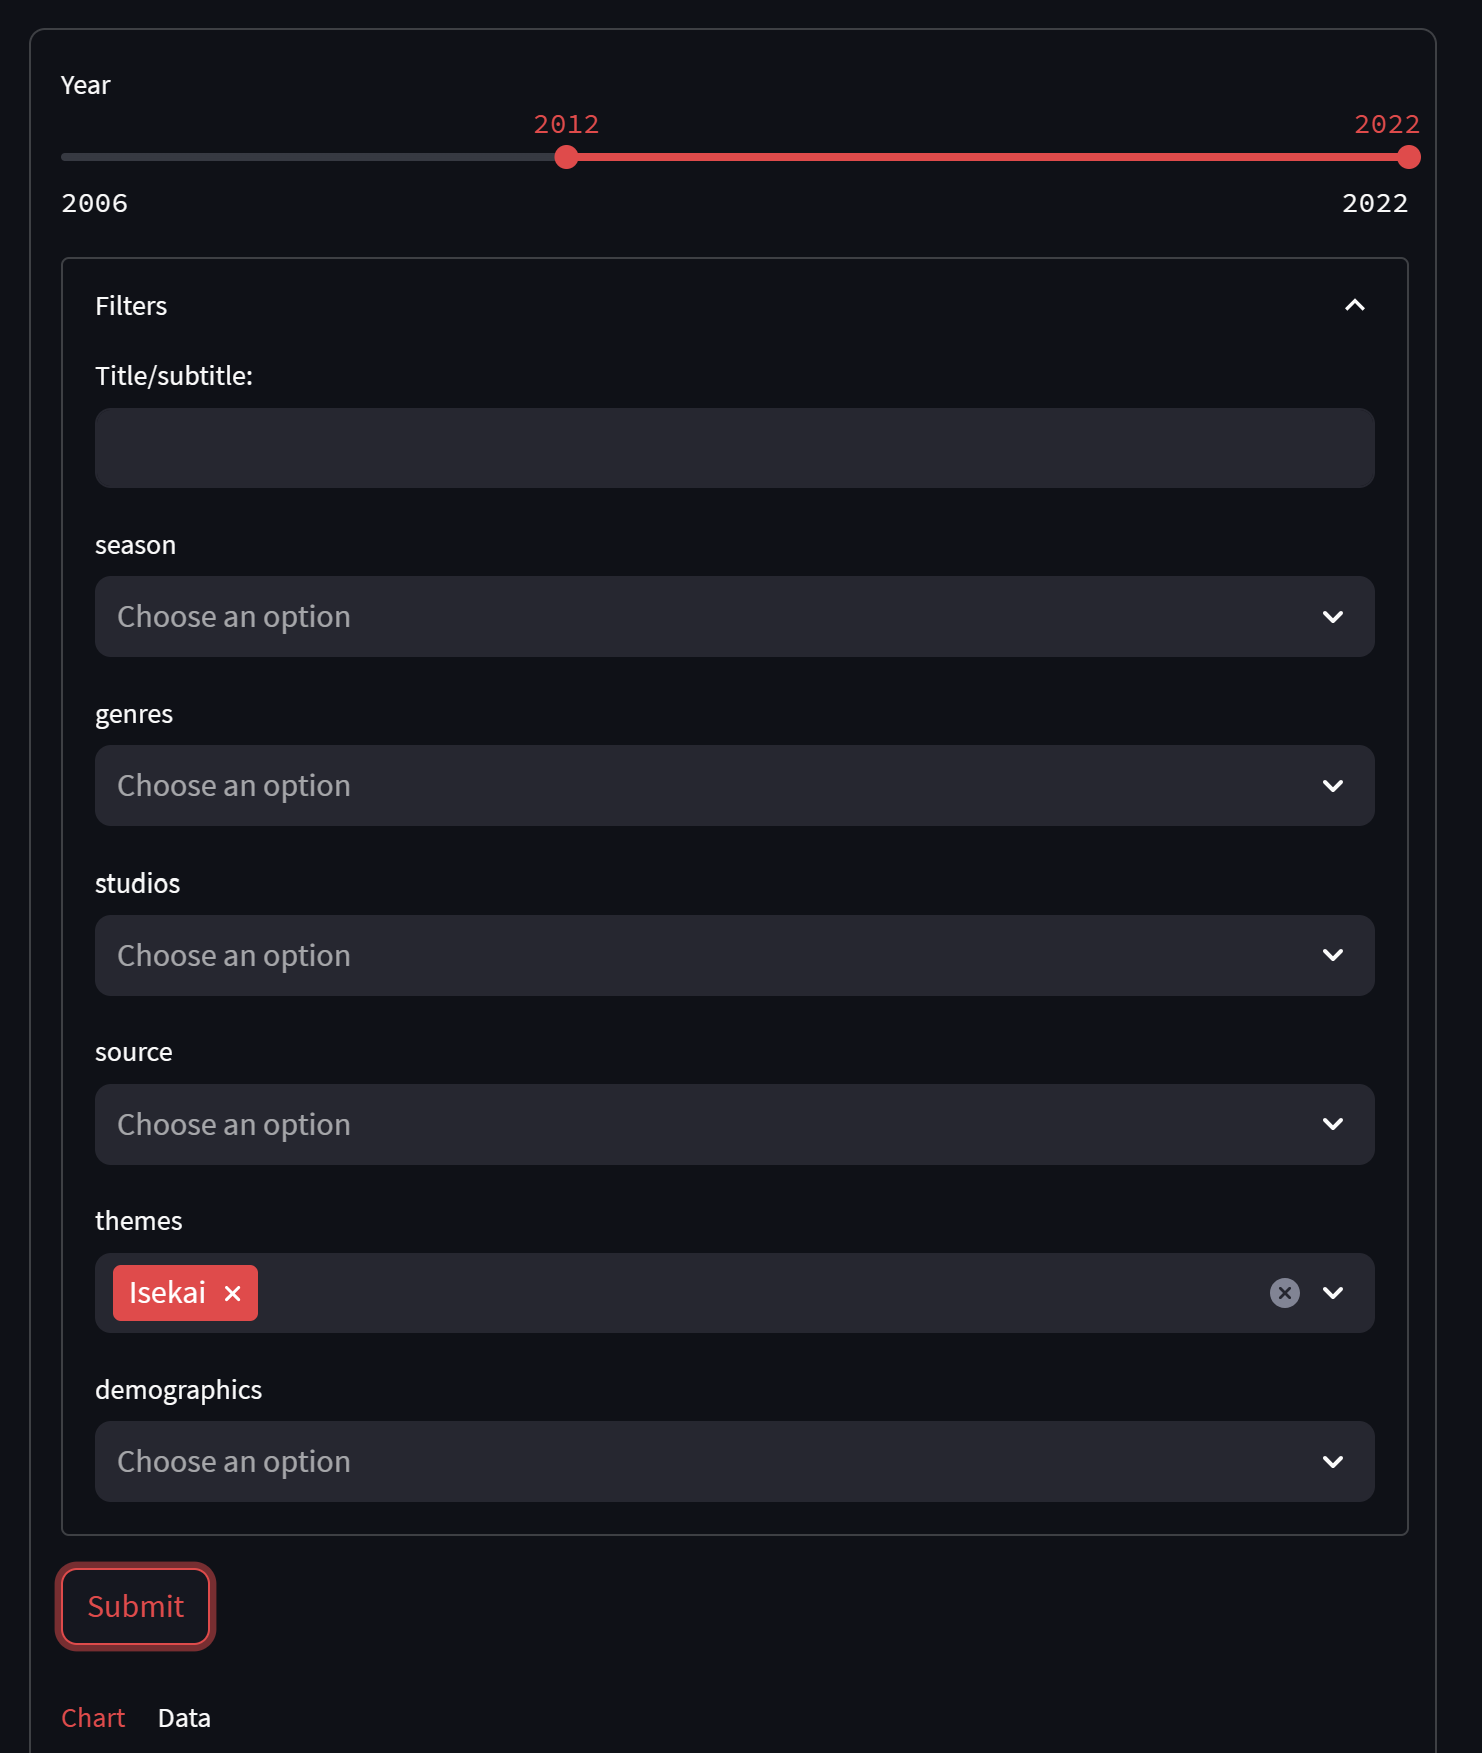 Year
2012 2022
2006 2022
Filters
Title/subtitle:
season
Choose an option
genres
Choose an option
studios
Choose an option
source
Choose an option
themes
Isekai
demographics
Choose an option
Submit
Chart Data